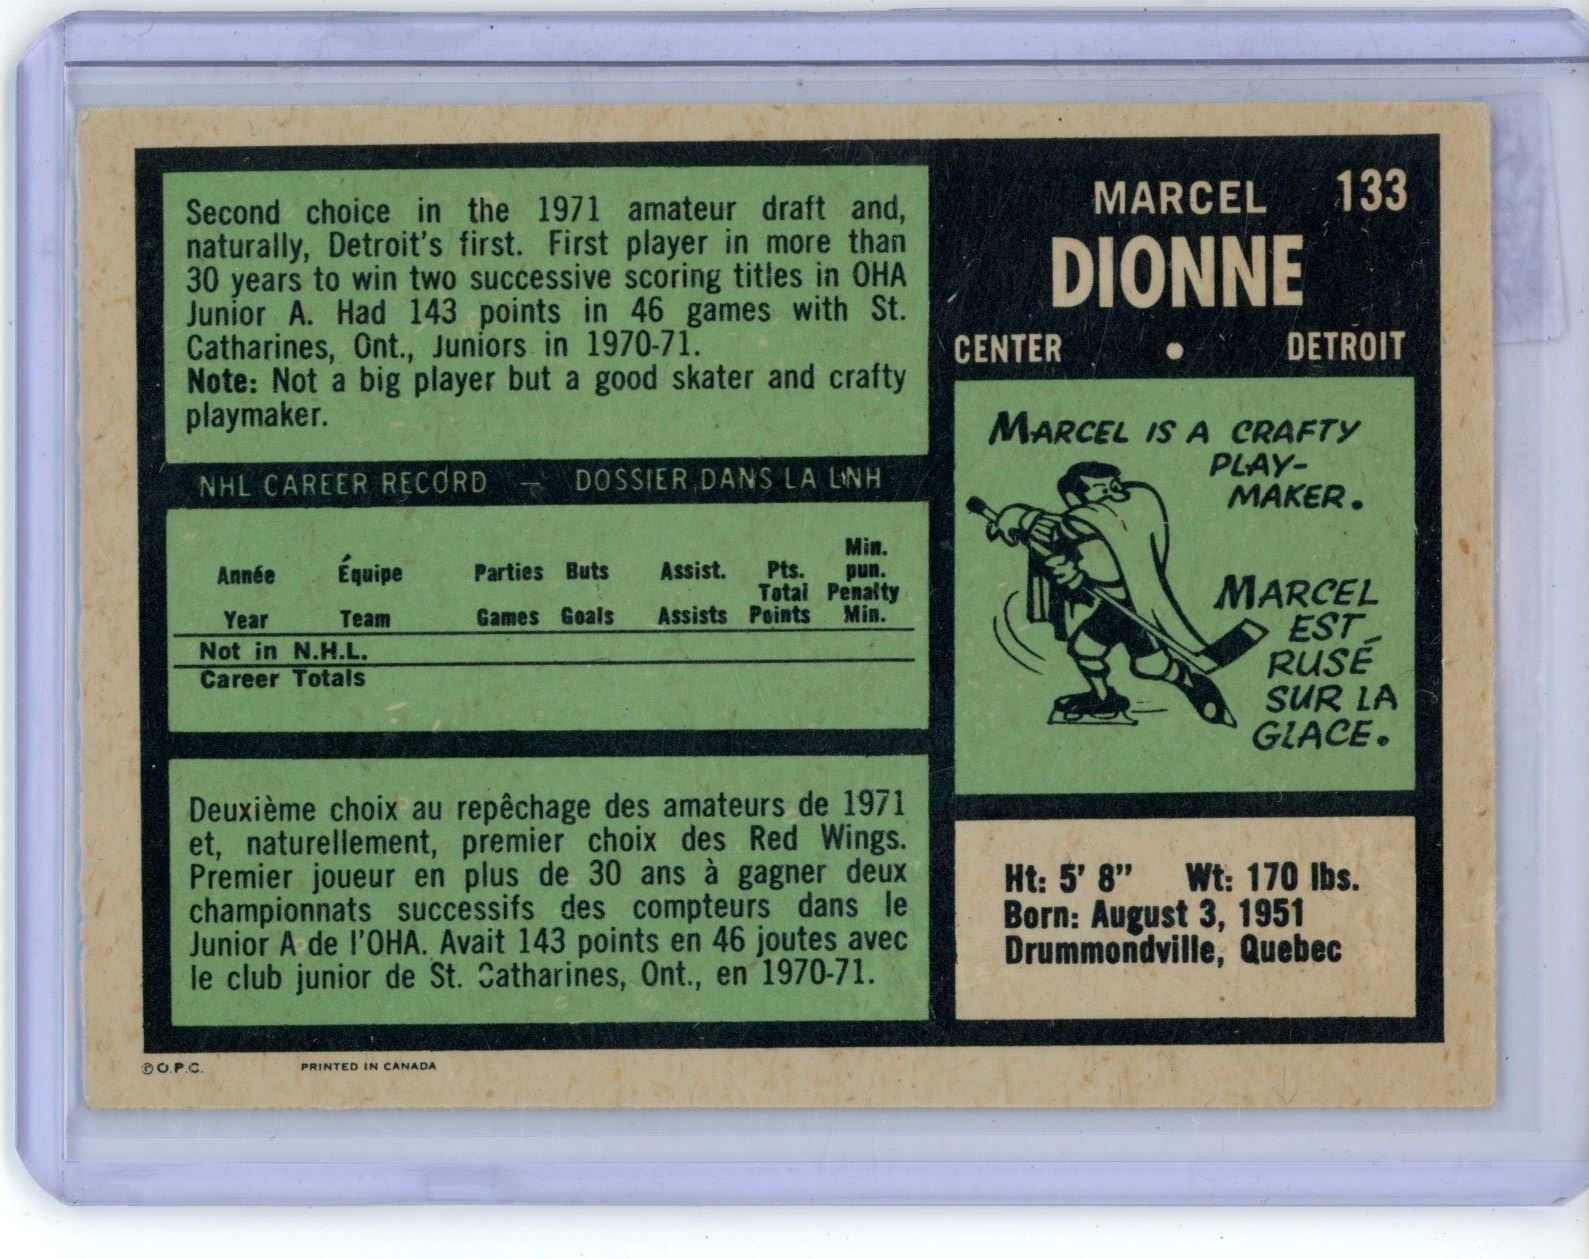 Second choice in the 1971 amateur draft and,
naturally, Detroit's first. First player in more than
30 years to win two successive scoring titles in OHA
Junior A. Had 143 points in 46 games with St.
Catharines, Ont., Juniors in 1970-71.
Note: Not a big player but a good skater and crafty
playmaker.
NHL CAREER RECORD — DOSSIER DANS LA LNH
Année Équipe Parties Buts Assist. Pts. Min. pun.
Year Team Games Goals Assists Total Points Penalty Min.
Not in N.H.L.
Career Totals
Deuxième choix au repêchage des amateurs de 1971
et, naturellement, premier choix des Red Wings.
Premier joueur en plus de 30 ans à gagner deux
championnats successifs des compteurs dans le
Junior A de l'OHA. Avait 143 points en 46 joutes avec
le club junior de St. Catharines, Ont., en 1970-71.
MARCEL 133
DIONNE
CENTER • DETROIT
MARCEL IS A CRAFTY
PLAY-
MAKER.
MARCEL
EST
RUSÉ
SUR LA
GLACE.
Ht: 5' 8" Wt: 170 lbs.
Born: August 3, 1951
Drummondville, Quebec
© O.P.C. PRINTED IN CANADA